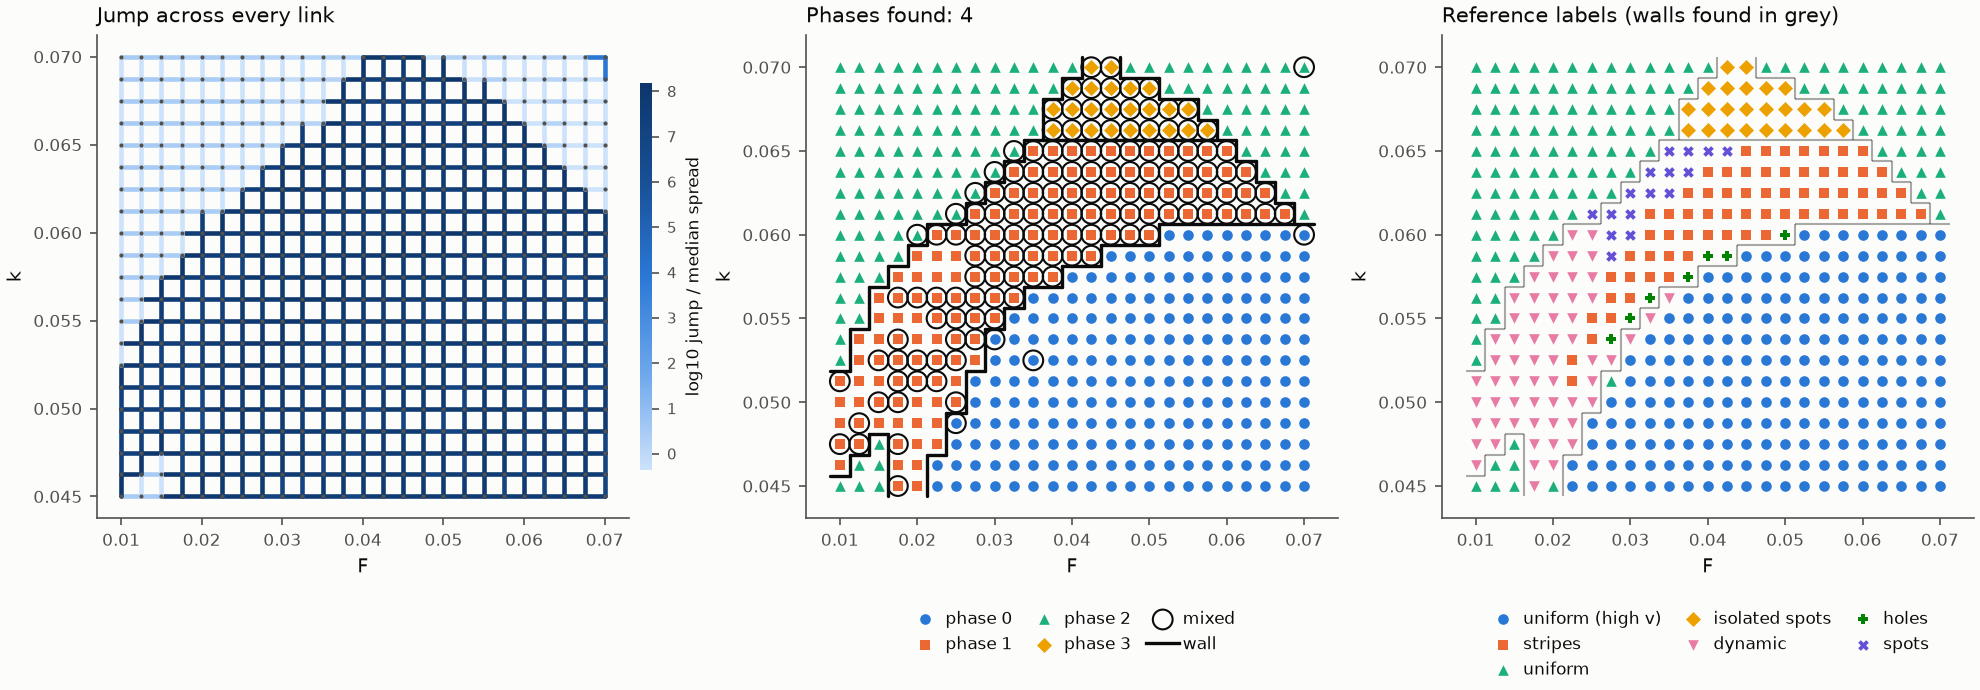 Jump across every link
0.070
0.065
0.060
0.055
0.050
0.045
k
0.01 0.02 0.03 0.04 0.05 0.06 0.07
F
8
7
6
5
4
3
2
1
0
log10 jump / median spread
Phases found: 4
0.070
0.065
0.060
0.055
0.050
0.045
k
0.01 0.02 0.03 0.04 0.05 0.06 0.07
F
phase 0 phase 2 mixed
phase 1 phase 3 wall
Reference labels (walls found in grey)
0.070
0.065
0.060
0.055
0.050
0.045
k
0.01 0.02 0.03 0.04 0.05 0.06 0.07
F
uniform (high v) isolated spots holes
stripes dynamic spots
uniform